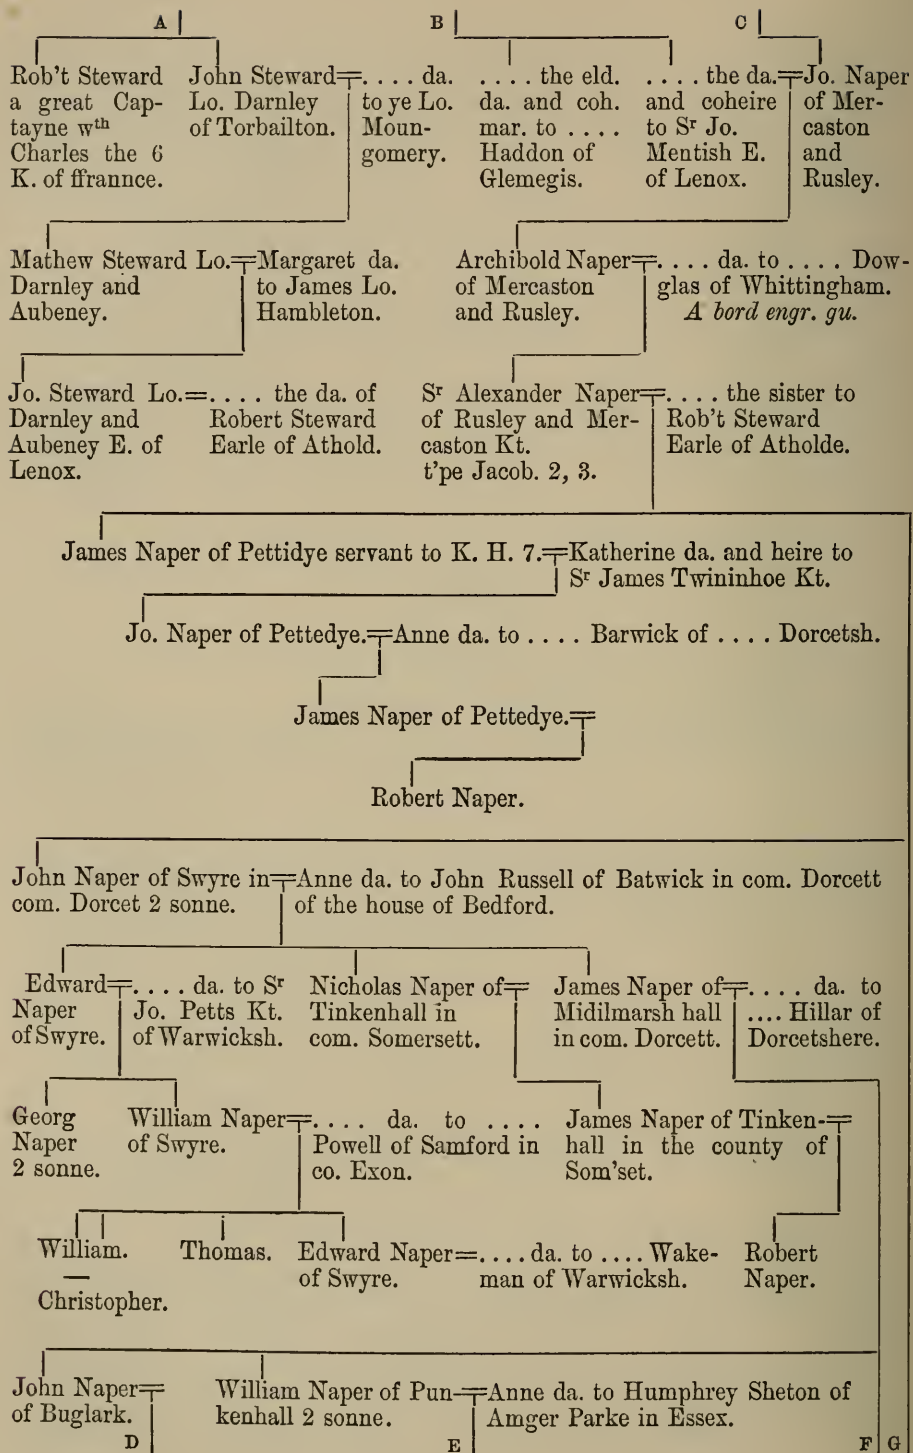 A B C
Rob't Steward
a great Cap-
tayne wth
Charles the 6
K. of ffrannce.
John Steward=. . . . da.
Lo. Darnley
of Torbailton.
to ye Lo.
Moun-
gomery.
. . . . the eld.
da. and coh.
mar. to . . . .
Haddon of
Glemegis.
. . . . the da.=Jo. Naper
and coheire
to Sr Jo.
Mentish E.
of Lenox.
of Mer-
caston
and
Rusley.
Mathew Steward Lo.=Margaret da.
Darnley and
Aubeney.
to James Lo.
Hambleton.
Archibold Naper=. . . . da. to . . . . Dow-
of Mercaston
and Rusley.
glas of Whittingham.
A bord engr. gu.
Jo. Steward Lo.=. . . . the da. of
Darnley and
Aubeney E. of
Lenox.
Robert Steward
Earle of Athold.
Sr Alexander Naper=. . . . the sister to
of Rusley and Mer-
caston Kt.
t'pe Jacob. 2, 3.
Rob't Steward
Earle of Atholde.
James Naper of Pettidye servant to K. H. 7.=Katherine da. and heire to
Sr James Twininhoe Kt.
Jo. Naper of Pettedye.=Anne da. to . . . . Barwick of . . . . Dorcetsh.
James Naper of Pettedye.=
Robert Naper.
John Naper of Swyre in=Anne da. to John Russell of Batwick in com. Dorcett
com. Dorcet 2 sonne.
of the house of Bedford.
Edward=. . . . da. to Sr
Naper
of Swyre.
Jo. Petts Kt.
of Warwicksh.
Nicholas Naper of=
Tinkenhall in
com. Somersett.
James Naper of=. . . . da. to
Midilmarsh hall
in com. Dorcett.
. . . . Hillar of
Dorcetshere.
Georg
Naper
2 sonne.
William Naper=. . . . da. to . . . .
of Swyre.
Powell of Samford in
co. Exon.
James Naper of Tinken-=
hall in the county of
Som'set.
William.
—
Christopher.
Thomas.
Edward Naper=. . . . da. to . . . . Wake-
of Swyre.
man of Warwicksh.
Robert
Naper.
John Naper=
of Buglark.
William Naper of Pun-=Anne da. to Humphrey Sheton of
kenhall 2 sonne.
Amger Parke in Essex.
D E F G